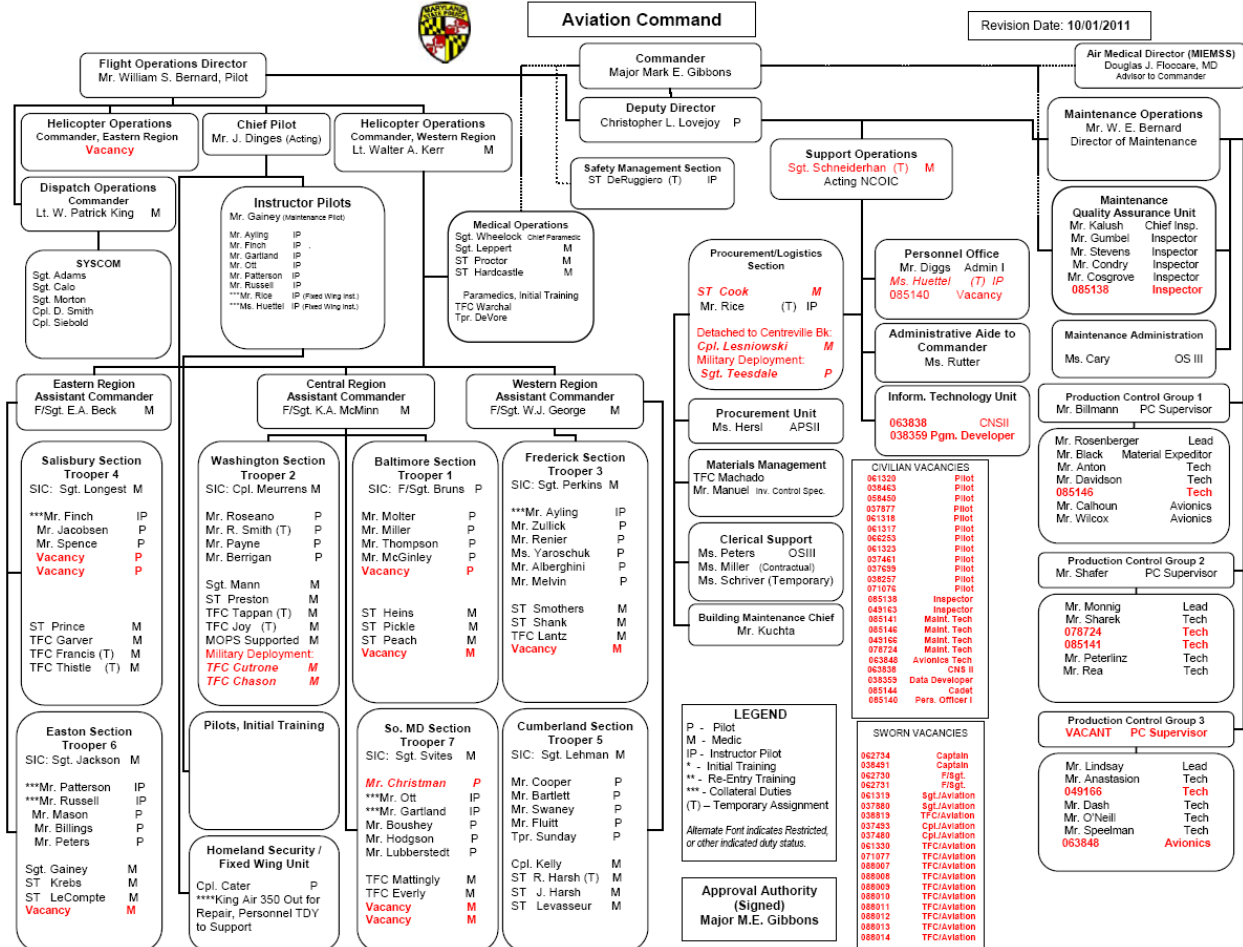 MARYLAND
STATE POLICE
Aviation Command
Revision Date: 10/01/2011
Flight Operations Director
Mr. William S. Bernard, Pilot
Commander
Major Mark E. Gibbons
Air Medical Director (MIEMSS)
Douglas J. Floccare, MD
Advisor to Commander
Deputy Director
Christopher L. Lovejoy P
Helicopter Operations
Commander, Eastern Region
Vacancy
Chief Pilot
Mr. J. Dinges (Acting)
Helicopter Operations
Commander, Western Region
Lt. Walter A. Kerr M
Maintenance Operations
Mr. W. E. Bernard
Director of Maintenance
Safety Management Section
ST DeRuggiero (T) IP
Support Operations
Sgt. Schneiderhan (T) M
Acting NCOIC
Dispatch Operations
Commander
Lt. W. Patrick King M
Instructor Pilots
Mr. Gainey (Maintenance Pilot)
Mr. Ayling IP
Mr. Finch IP .
Mr. Gartland IP
Mr. Ott IP
Mr. Patterson IP
Mr. Russell IP
***Mr. Rice IP (Fixed Wing Inst.)
***Ms. Huettel IP (Fixed Wing Inst.)
Medical Operations
Sgt. Wheelock Chief Paramedic
Sgt. Leppert M
ST Proctor M
ST Hardcastle M
Paramedics, Initial Training
TFC Warchal
Tpr. DeVore
Maintenance
Quality Assurance Unit
Mr. Kalush Chief Insp.
Mr. Gumbel Inspector
Mr. Stevens Inspector
Mr. Condry Inspector
Mr. Cosgrove Inspector
085138 Inspector
SYSCOM
Sgt. Adams
Sgt. Calo
Sgt. Morton
Cpl. D. Smith
Cpl. Siebold
Procurement/Logistics
Section
ST Cook M
Mr. Rice (T) IP
Detached to Centreville Bk:
Cpl. Lesniowski M
Military Deployment:
Sgt. Teesdale P
Personnel Office
Mr. Diggs Admin I
Ms. Huettel (T) IP
085140 Vacancy
Administrative Aide to
Commander
Ms. Rutter
Maintenance Administration
Ms. Cary OS III
Eastern Region
Assistant Commander
F/Sgt. E.A. Beck M
Central Region
Assistant Commander
F/Sgt. K.A. McMinn M
Western Region
Assistant Commander
F/Sgt. W.J. George M
Inform. Technology Unit
063838 CNSII
038359 Pgm. Developer
Procurement Unit
Ms. Hersl APSII
Production Control Group 1
Mr. Billmann PC Supervisor
Mr. Rosenberger Lead
Mr. Black Material Expeditor
Mr. Anton Tech
Mr. Davidson Tech
085146 Tech
Mr. Calhoun Avionics
Mr. Wilcox Avionics
Salisbury Section
Trooper 4
SIC: Sgt. Longest M
***Mr. Finch IP
Mr. Jacobsen P
Mr. Spence P
Vacancy P
Vacancy P
ST Prince M
TFC Garver M
TFC Francis (T) M
TFC Thistle (T) M
Washington Section
Trooper 2
SIC: Cpl. Meurrens M
Mr. Roseano P
Mr. R. Smith (T) P
Mr. Payne P
Mr. Berrigan P
Sgt. Mann M
ST Preston M
TFC Tappan (T) M
TFC Joy (T) M
MOPS Supported M
Military Deployment:
TFC Cutrone M
TFC Chason M
Baltimore Section
Trooper 1
SIC: F/Sgt. Bruns P
Mr. Molter P
Mr. Miller P
Mr. Thompson P
Mr. McGinley P
Vacancy P
ST Heins M
ST Pickle M
ST Peach M
Vacancy M
Frederick Section
Trooper 3
SIC: Sgt. Perkins M
***Mr. Ayling IP
Mr. Zullick P
Mr. Renier P
Ms. Yaroschuk P
Mr. Alberghini P
Mr. Melvin P
ST Smothers M
ST Shank M
TFC Lantz M
Vacancy M
Materials Management
TFC Machado
Mr. Manuel Inv. Control Spec.
Clerical Support
Ms. Peters OSIII
Ms. Miller (Contractual)
Ms. Schriver (Temporary)
Building Maintenance Chief
Mr. Kuchta
CIVILIAN VACANCIES
061320 Pilot
038463 Pilot
058450 Pilot
037877 Pilot
061316 Pilot
061317 Pilot
066253 Pilot
061323 Pilot
037461 Pilot
037699 Pilot
038257 Pilot
071076 Pilot
085138 Inspector
049163 Inspector
085141 Maint. Tech
085146 Maint. Tech
049166 Maint. Tech
078724 Maint. Tech
063848 Avionics Tech
063838 CNS II
038359 Data Developer
085144 Cadet
085140 Pers. Officer I
Production Control Group 2
Mr. Shafer PC Supervisor
Mr. Monnig Lead
Mr. Sharek Tech
078724 Tech
085141 Tech
Mr. Peterlinz Tech
Mr. Rea Tech
Easton Section
Trooper 6
SIC: Sgt. Jackson M
***Mr. Patterson IP
***Mr. Russell IP
Mr. Mason P
Mr. Billings P
Mr. Peters P
Sgt. Gainey M
ST Krebs M
ST LeCompte M
Vacancy M
Pilots, Initial Training
Homeland Security /
Fixed Wing Unit
Cpl. Cater P
****King Air 350 Out for
Repair, Personnel TDY
to Support
So. MD Section
Trooper 7
SIC: Sgt. Svites M
Mr. Christman P
***Mr. Ott IP
***Mr. Gartland IP
Mr. Boushey P
Mr. Hodgson P
Mr. Lubberstedt P
TFC Mattingly M
TFC Everly M
Vacancy M
Vacancy M
Cumberland Section
Trooper 5
SIC: Sgt. Lehman M
Mr. Cooper P
Mr. Bartlett P
Mr. Swaney P
Mr. Fluitt P
Tpr. Sunday P
Cpl. Kelly M
ST R. Harsh (T) M
ST J. Harsh M
ST Levasseur M
LEGEND
P - Pilot
M - Medic
IP - Instructor Pilot
* - Initial Training
** - Re-Entry Training
*** - Collateral Duties
(T) – Temporary Assignment
Alternate Font indicates Restricted,
or other indicated duty status.
Approval Authority
(Signed)
Major M.E. Gibbons
SWORN VACANCIES
062734 Captain
038491 Captain
062730 F/Sgt.
062731 F/Sgt.
061319 Sgt./Aviation
037880 Sgt./Aviation
038819 TFC/Aviation
037493 Cpl./Aviation
037480 Cpl./Aviation
061330 TFC/Aviation
071077 TFC/Aviation
088007 TFC/Aviation
088008 TFC/Aviation
088009 TFC/Aviation
088010 TFC/Aviation
088011 TFC/Aviation
088012 TFC/Aviation
088013 TFC/Aviation
088014 TFC/Aviation
Production Control Group 3
VACANT PC Supervisor
Mr. Lindsay Lead
Mr. Anastasion Tech
049166 Tech
Mr. Dash Tech
Mr. O'Neill Tech
Mr. Speelman Tech
063848 Avionics